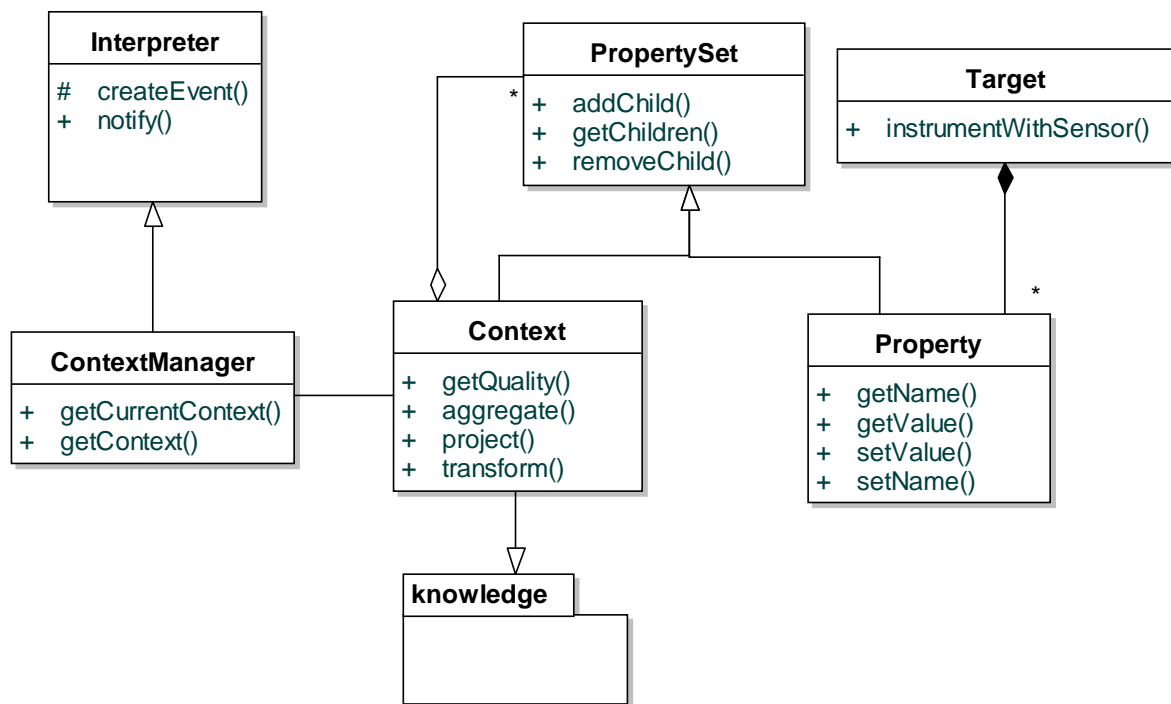 Interpreter
# createEvent()
+ notify()
PropertySet
+ addChild()
+ getChildren()
+ removeChild()
*
Target
+ instrumentWithSensor()
*
ContextManager
+ getCurrentContext()
+ getContext()
Context
+ getQuality()
+ aggregate()
+ project()
+ transform()
Property
+ getName()
+ getValue()
+ setValue()
+ setName()
knowledge